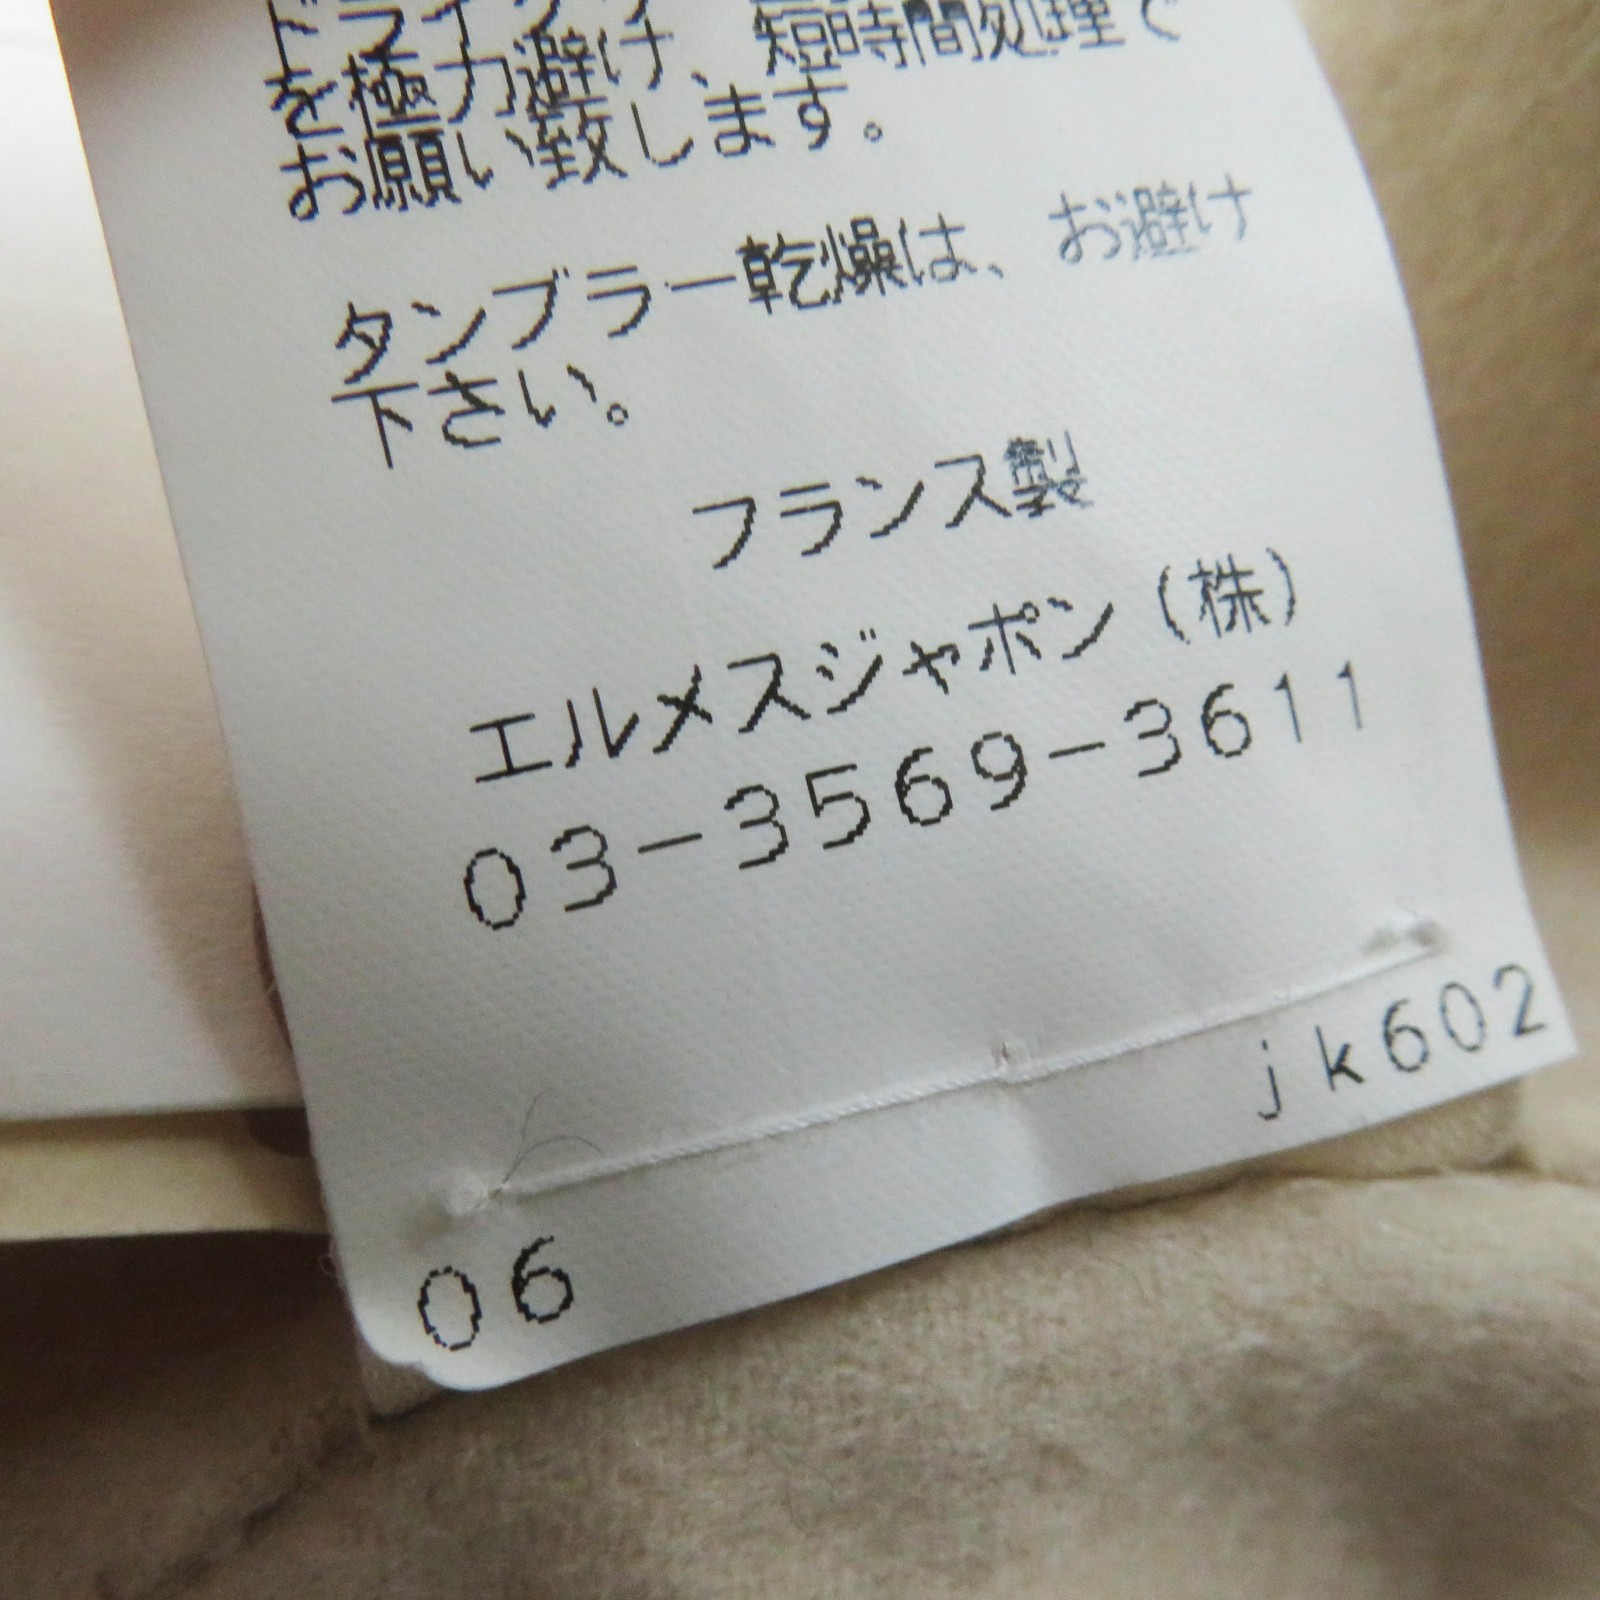 を極力避け、短時間処理で
お願い致します。
タンブラー乾燥は、お避け
下さい。
フランス製
エルメスジャポン（株）
03-3569-3611
jk602
06